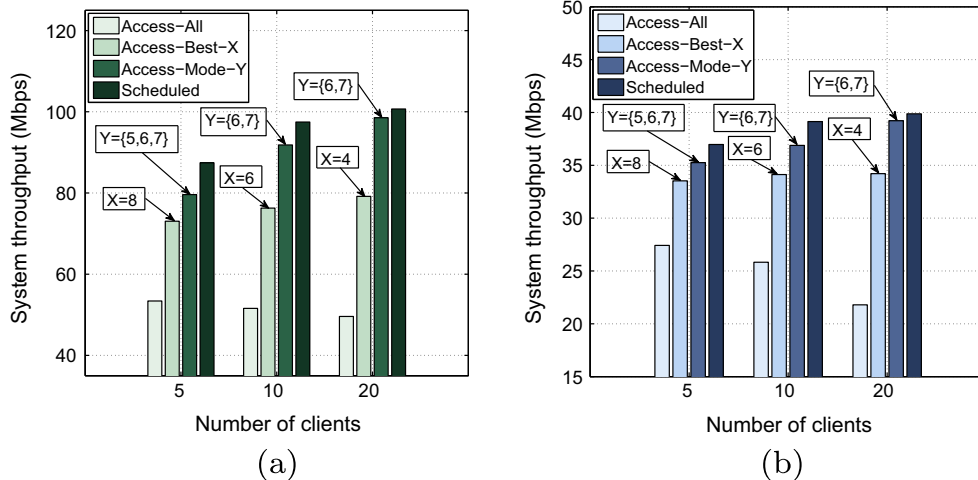 120
100
80
60
40
System throughput (Mbps)
Access-All
Access-Best-X
Access-Mode-Y
Scheduled
Y={5,6,7}
Y={6,7}
Y={6,7}
X=8
X=6
X=4
5
10
20
Number of clients
(a)
50
45
40
35
30
25
20
15
System throughput (Mbps)
Access-All
Access-Best-X
Access-Mode-Y
Scheduled
Y={5,6,7}
Y={6,7}
Y={6,7}
X=8
X=6
X=4
5
10
20
Number of clients
(b)